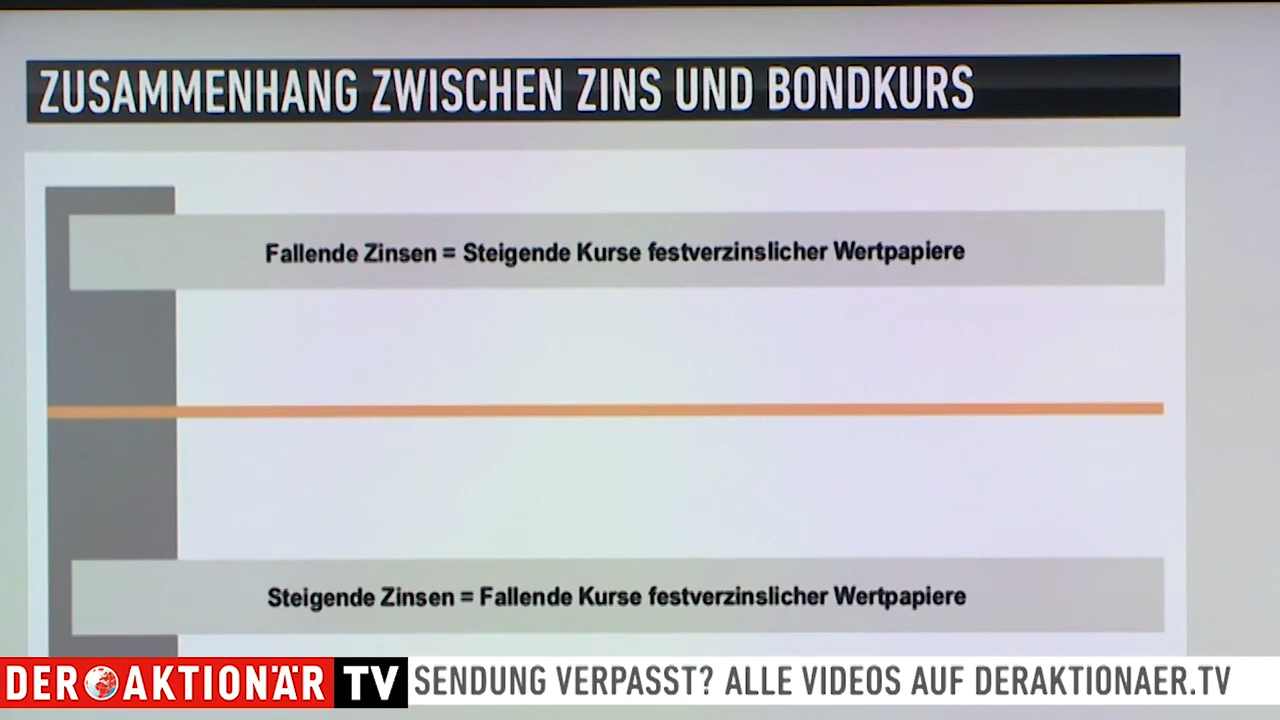 ZUSAMMENHANG ZWISCHEN ZINS UND BONDKURS
Fallende Zinsen = Steigende Kurse festverzinslicher Wertpapiere
Steigende Zinsen = Fallende Kurse festverzinslicher Wertpapiere
DER AKTIONÄR TV SENDUNG VERPASST? ALLE VIDEOS AUF DERAKTIONAER.TV